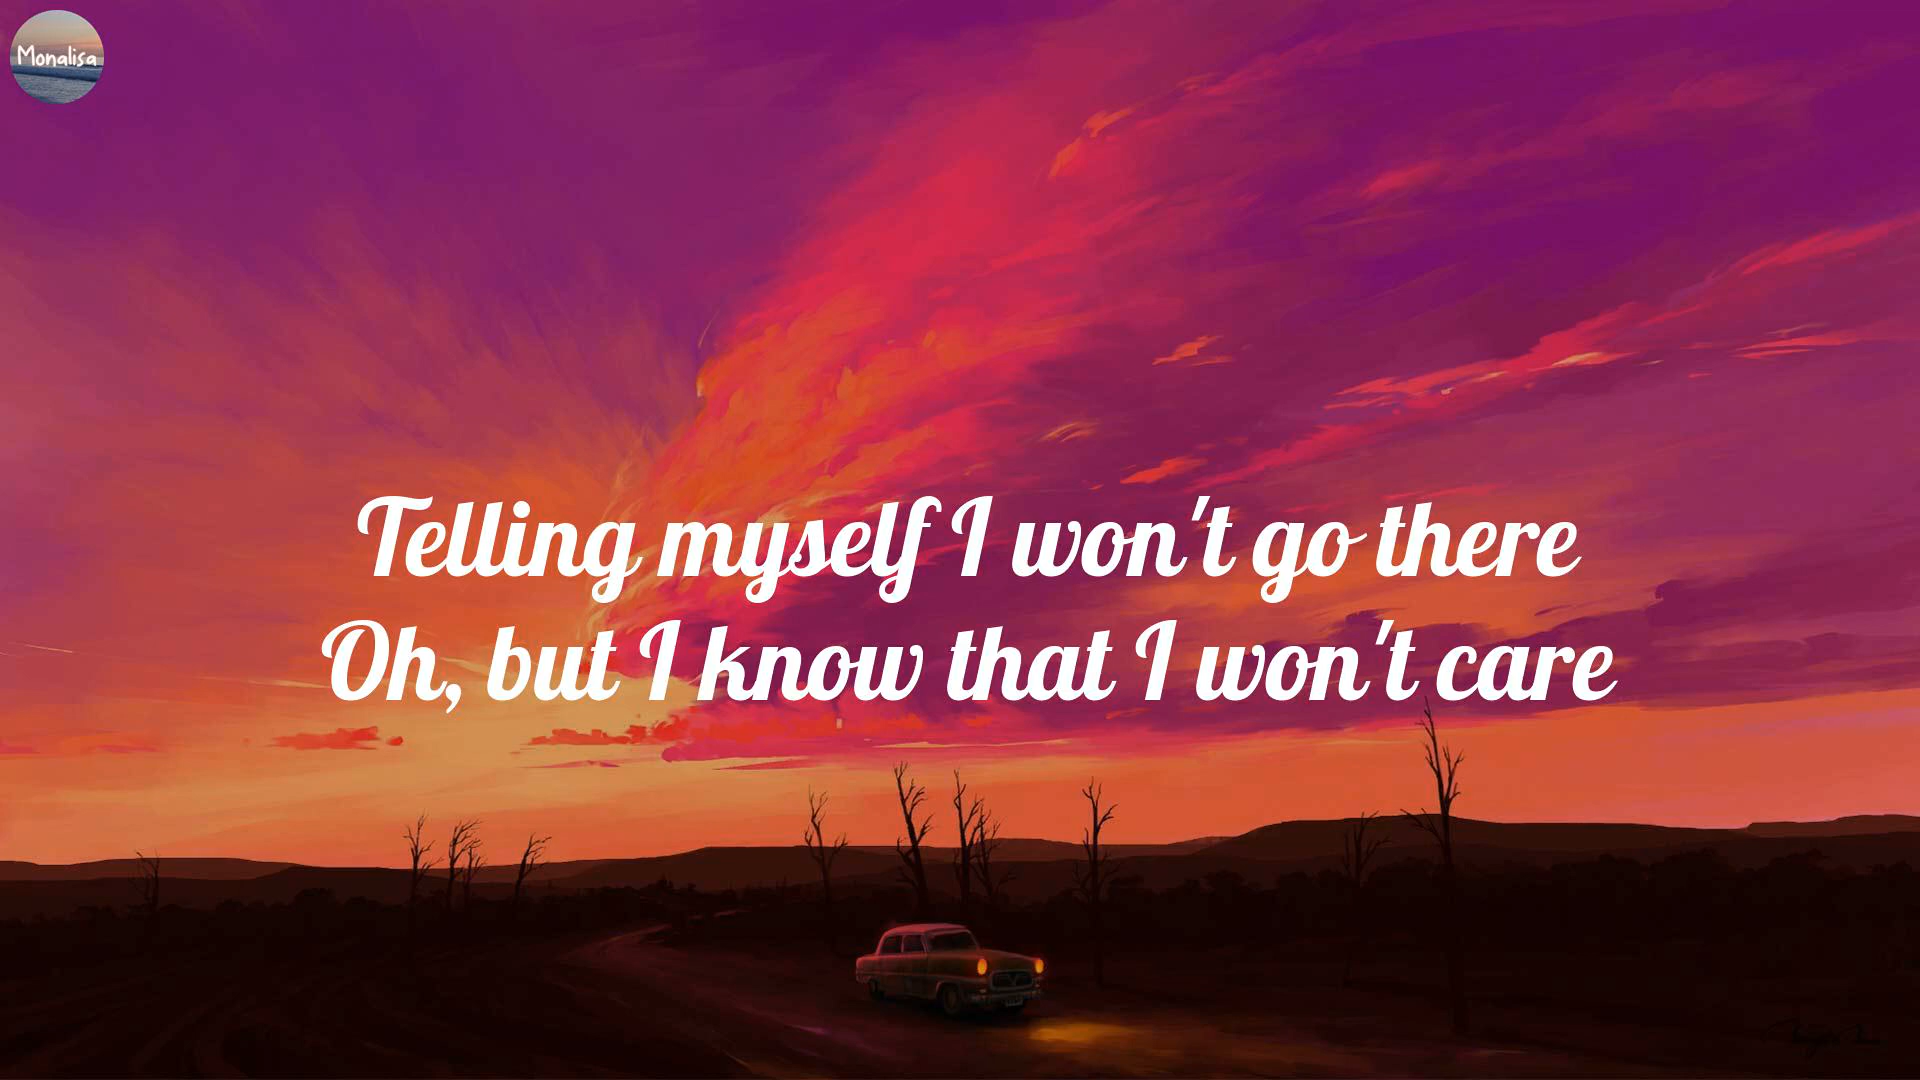 Monalisa
Telling myself I won't go there
Oh, but I know that I won't care